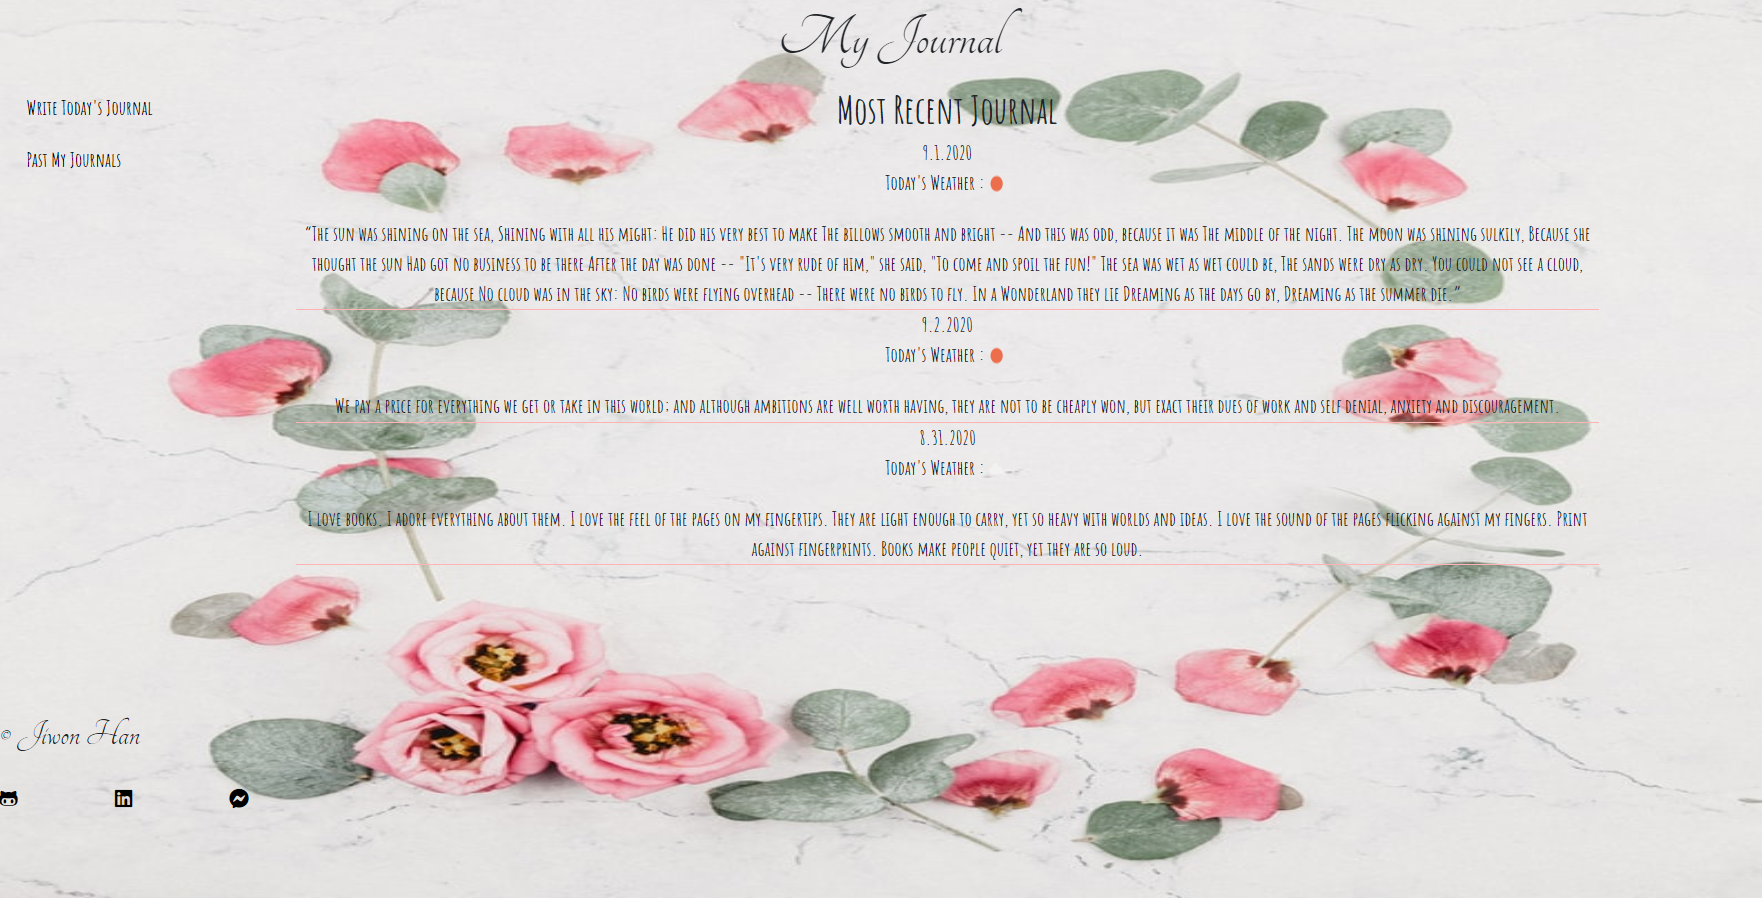 My Journal
Write Today's Journal
Past My Journals
Most Recent Journal
9.1.2020
Today's Weather :
"The sun was shining on the sea, Shining with all his might: He did his very best to make The billows smooth and bright -- And this was odd, because it was The middle of the night. The moon was shining sulkily, Because she
thought the sun Had got no business to be there After the day was done -- "It's very rude of him," she said, "To come and spoil the fun!" The sea was wet as wet could be, The sands were dry as dry. You could not see a cloud,
because No cloud was in the sky: No birds were flying overhead -- There were no birds to fly. In a Wonderland they lie Dreaming as the days go by, Dreaming as the summer die."
9.2.2020
Today's Weather :
We pay a price for everything we get or take in this world; and although ambitions are well worth having, they are not to be cheaply won, but exact their dues of work and self denial, anxiety and discouragement.
8.31.2020
Today's Weather :
I love books. I adore everything about them. I love the feel of the pages on my fingertips. They are light enough to carry, yet so heavy with worlds and ideas. I love the sound of the pages flicking against my fingers. Print
against fingerprints. Books make people quiet, yet they are so loud.
© Jiwon Han